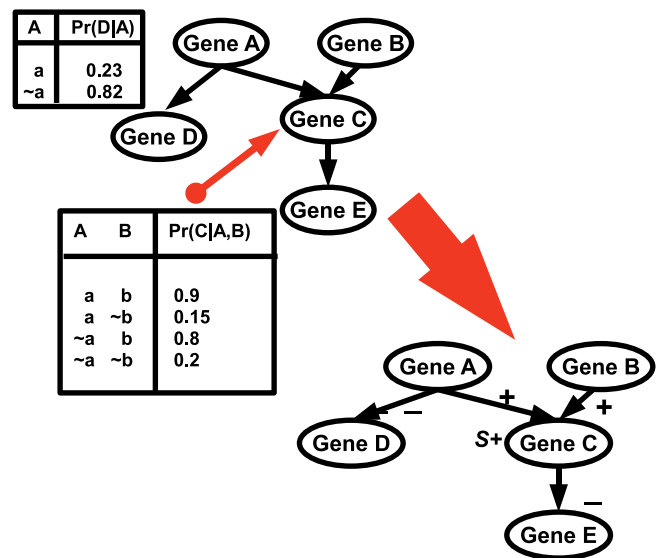 A Pr(D|A)
a 0.23
~a 0.82
Gene A
Gene B
Gene D
Gene C
Gene E
A B Pr(C|A,B)
a b 0.9
a ~b 0.15
~a b 0.8
~a ~b 0.2
Gene A
Gene B
– –
+
+
Gene D
S+
Gene C
–
Gene E